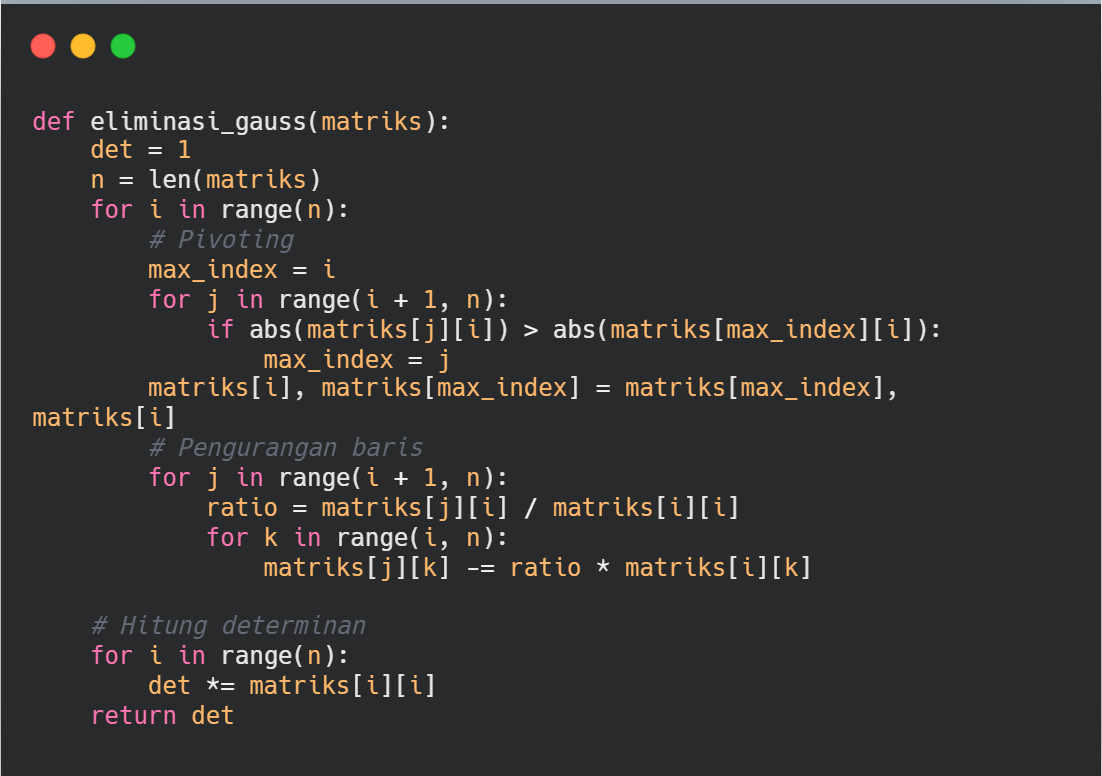 def eliminasi_gauss(matriks):
    det = 1
    n = len(matriks)
    for i in range(n):
        # Pivoting
        max_index = i
        for j in range(i + 1, n):
            if abs(matriks[j][i]) > abs(matriks[max_index][i]):
                max_index = j
        matriks[i], matriks[max_index] = matriks[max_index],
matriks[i]
        # Pengurangan baris
        for j in range(i + 1, n):
            ratio = matriks[j][i] / matriks[i][i]
            for k in range(i, n):
                matriks[j][k] -= ratio * matriks[i][k]

    # Hitung determinan
    for i in range(n):
        det *= matriks[i][i]
    return det